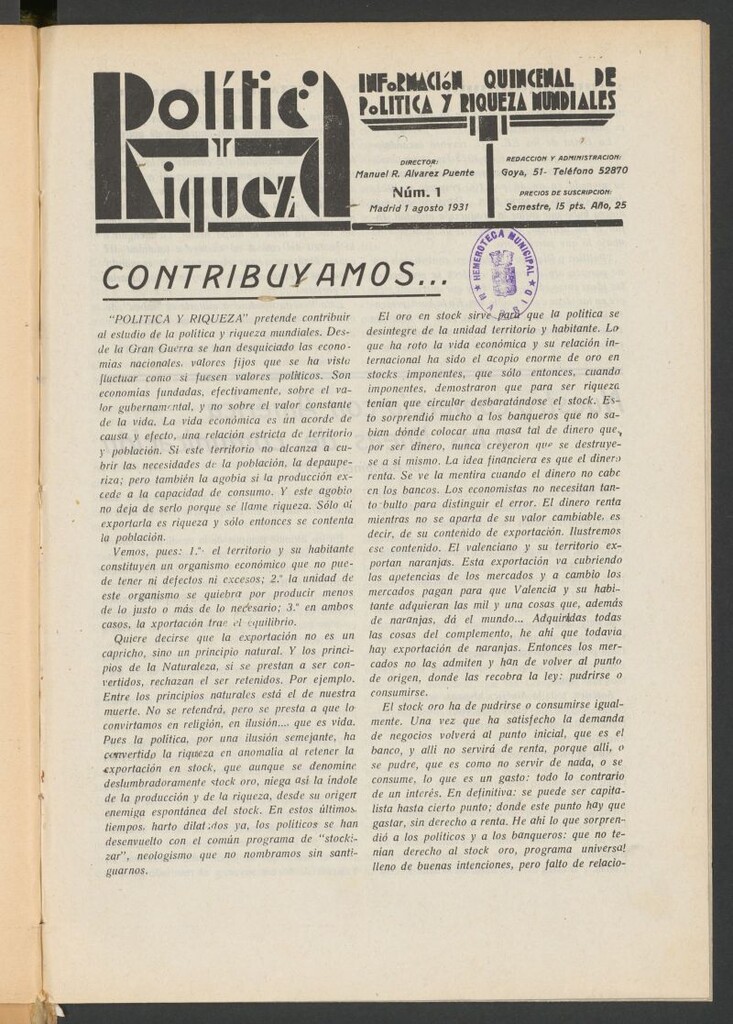 Política
Y
Riqueza
INFORMACIÓN QUINCENAL DE
POLITICA Y RIQUEZA MUNDIALES
DIRECTOR:
Manuel R. Alvarez Puente
Núm. 1
Madrid 1 agosto 1931
REDACCION Y ADMINISTRACION:
Goya, 51- Teléfono 52870
PRECIOS DE SUSCRIPCION:
Semestre, 15 pts. Año, 25
HEMEROTECA MUNICIPAL
MADRID
CONTRIBUYAMOS...
"POLITICA Y RIQUEZA" pretende contribuir
al estudio de la política y riqueza mundiales. Des-
de la Gran Guerra se han desquiciado las econo-
mías nacionales, valores fijos que se ha visto
fluctuar como si fuesen valores políticos. Son
economías fundadas, efectivamente, sobre el va-
lor gubernamental, y no sobre el valor constante
de la vida. La vida económica es un acorde de
causa y efecto, una relación estricta de territorio
y población. Si este territorio no alcanza a cu-
brir las necesidades de la población, la depaupe-
riza; pero también la agobia si la producción ex-
cede a la capacidad de consumo. Y este agobio
no deja de serlo porque se llame riqueza. Sólo al
exportarla es riqueza y sólo entonces se contenta
la población.
Vemos, pues: 1.º el territorio y su habitante
constituyen un organismo económico que no pue-
de tener ni defectos ni excesos; 2.º la unidad de
este organismo se quiebra por producir menos
de lo justo o más de lo necesario; 3.º en ambos
casos, la xportación trae el equilibrio.
Quiere decirse que la exportación no es un
capricho, sino un principio natural. Y los princi-
pios de la Naturaleza, si se prestan a ser con-
vertidos, rechazan el ser retenidos. Por ejemplo.
Entre los principios naturales está el de nuestra
muerte. No se retendrá, pero se presta a que lo
convirtamos en religión, en ilusión.... que es vida.
Pues la política, por una ilusión semejante, ha
convertido la riqueza en anomalía al retener la
exportación en stock, que aunque se denomine
deslumbradoramente stock oro, niega así la índole
de la producción y de la riqueza, desde su origen
enemiga espontánea del stock. En estos últimos
tiempos, harto dilatados ya, los políticos se han
desenvuelto con el común programa de "stocki-
zar", neologismo que no nombramos sin santi-
guarnos.
El oro en stock sirve para que la política se
desintegre de la unidad territorio y habitante. Lo
que ha roto la vida económica y su relación in-
ternacional ha sido el acopio enorme de oro en
stocks imponentes, que sólo entonces, cuando
imponentes, demostraron que para ser riqueza
tenían que circular desbaratándose el stock. Es-
to sorprendió mucho a los banqueros que no sa-
bían dónde colocar una masa tal de dinero que,
por ser dinero, nunca creyeron que se destruye-
se a sí mismo. La idea financiera es que el dinero
renta. Se ve la mentira cuando el dinero no cabe
en los bancos. Los economistas no necesitan tan-
to bulto para distinguir el error. El dinero renta
mientras no se aparta de su valor cambiable, es
decir, de su contenido de exportación. Ilustremos
ese contenido. El valenciano y su territorio ex-
portan naranjas. Esta exportación va cubriendo
las apetencias de los mercados y a cambio los
mercados pagan para que Valencia y su habi-
tante adquieran las mil y una cosas que, además
de naranjas, dá el mundo... Adquiridas todas
las cosas del complemento, he ahí que todavía
hay exportación de naranjas. Entonces los mer-
cados no las admiten y han de volver al punto
de origen, donde las recobra la ley: pudrirse o
consumirse.
El stock oro ha de pudrirse o consumirse igual-
mente. Una vez que ha satisfecho la demanda
de negocios volverá al punto inicial, que es el
banco, y allí no servirá de renta, porque allí, o
se pudre, que es como no servir de nada, o se
consume, lo que es un gasto: todo lo contrario
de un interés. En definitiva: se puede ser capita-
lista hasta cierto punto; donde este punto hay que
gastar, sin derecho a renta. He ahí lo que sorpren-
dió a los políticos y a los banqueros: que no te-
nían derecho al stock oro, programa universal
lleno de buenas intenciones, pero falto de relacio-